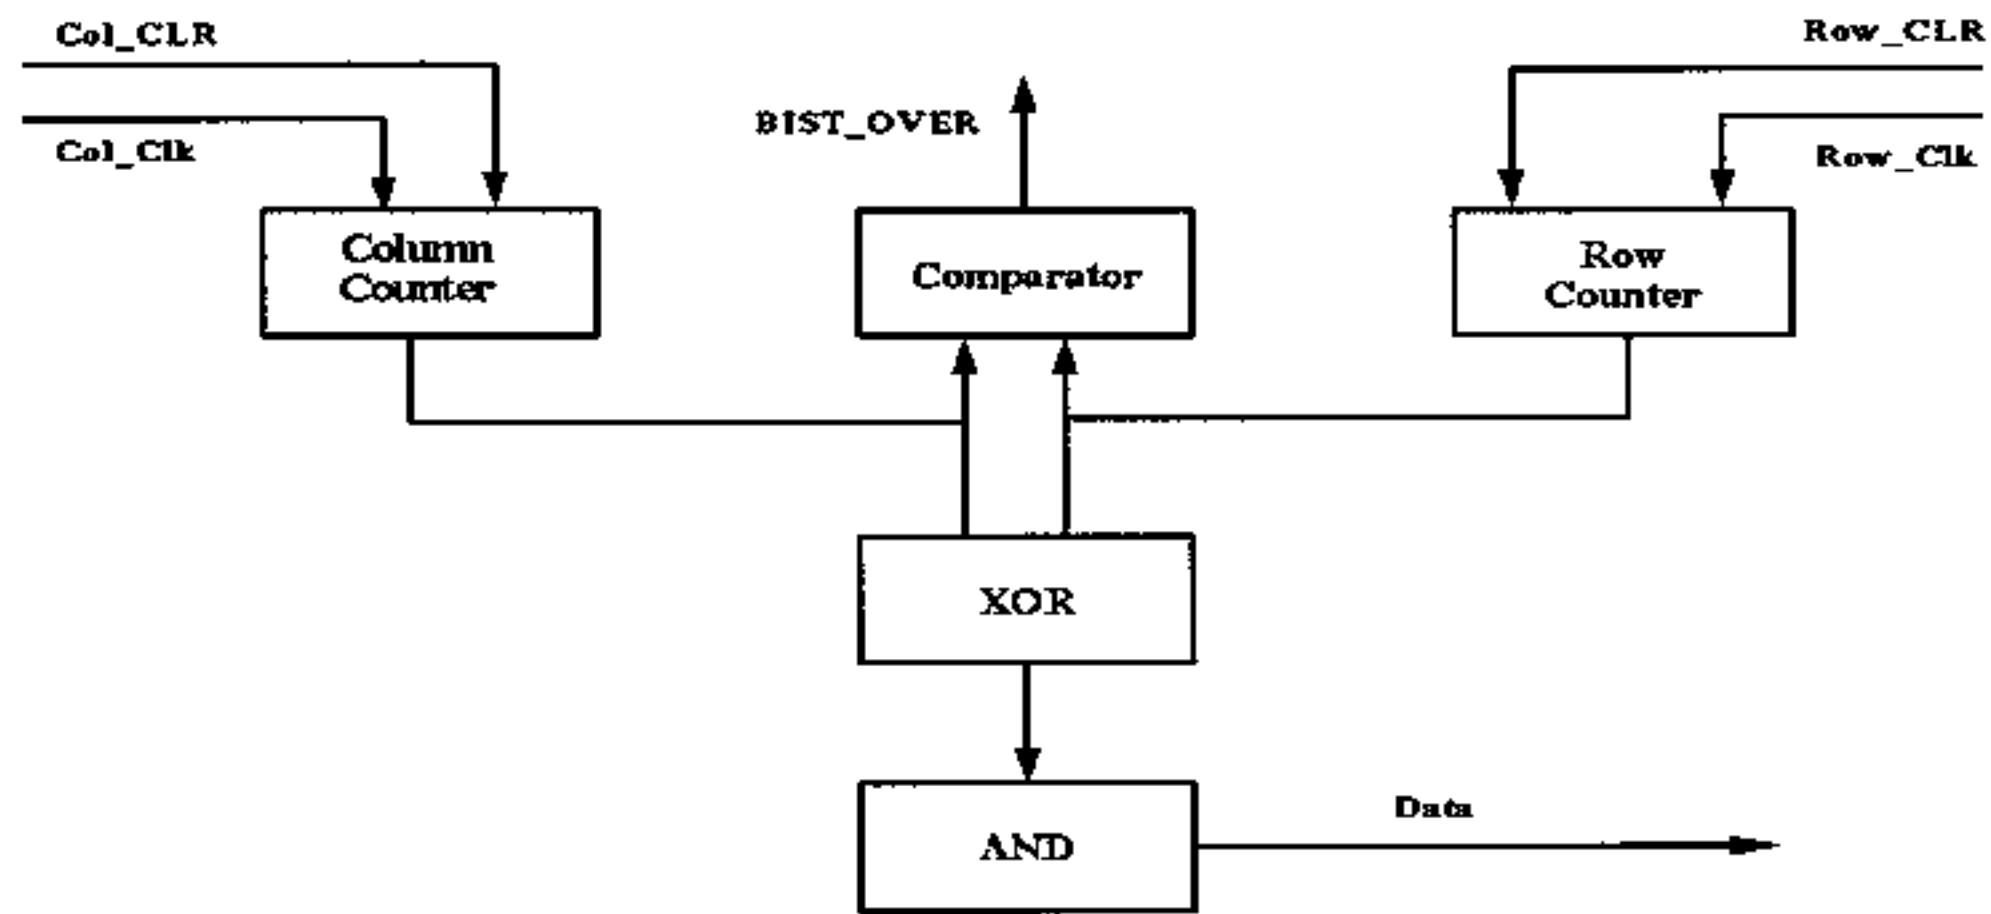 Col_CLR
Row_CLR
BIST_OVER
Col_Clk
Row_Clk
Column
Counter
Comparator
Row
Counter
XOR
Data
AND